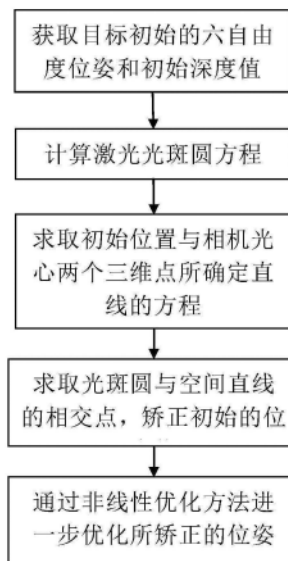 获取目标初始的六自由
度位姿和初始深度值
计算激光光斑圆方程
求取初始位置与相机光
心两个三维点所确定直
线的方程
求取光斑圆与空间直线
的相交点，矫正初始的位
通过非线性优化方法进
一步优化所矫正的位姿